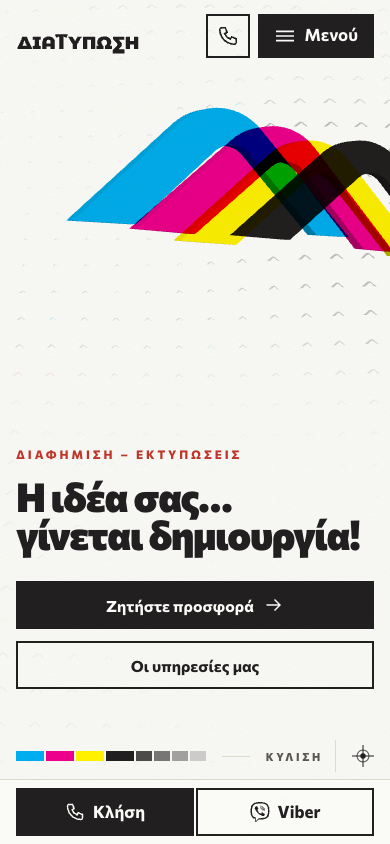 ΔΙΑΤΥΠΩΣΗ
Μενού
ΔΙΑΦΗΜΙΣΗ – ΕΚΤΥΠΩΣΕΙΣ
Η ιδέα σας...
γίνεται δημιουργία!
Ζητήστε προσφορά →
Οι υπηρεσίες μας
ΚΥΛΙΣΗ
Κλήση
Viber